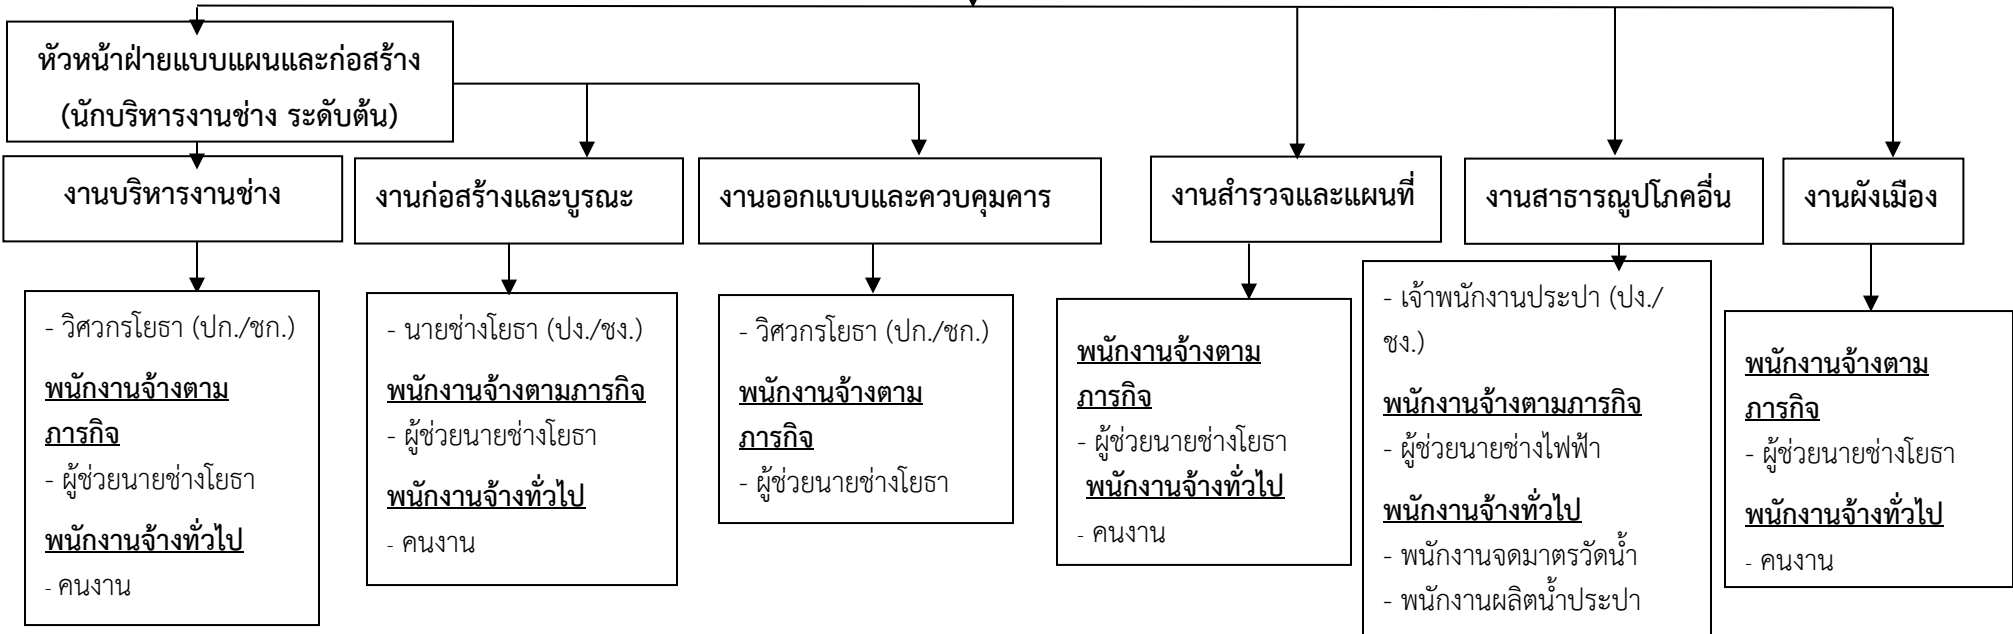 หัวหน้าฝ่ายแบบแผนและก่อสร้าง
(นักบริหารงานช่าง ระดับต้น)
งานบริหารงานช่าง
งานก่อสร้างและบูรณะ
งานออกแบบและควบคุมคาร
งานสำรวจและแผนที่
งานสาธารณูปโภคอื่น
งานผังเมือง
- วิศวกรโยธา (ปก./ชก.)
พนักงานจ้างตาม
ภารกิจ
- ผู้ช่วยนายช่างโยธา
พนักงานจ้างทั่วไป
- คนงาน
- นายช่างโยธา (ปง./ชง.)
พนักงานจ้างตามภารกิจ
- ผู้ช่วยนายช่างโยธา
พนักงานจ้างทั่วไป
- คนงาน
- วิศวกรโยธา (ปก./ชก.)
พนักงานจ้างตาม
ภารกิจ
- ผู้ช่วยนายช่างโยธา
พนักงานจ้างตาม
ภารกิจ
- ผู้ช่วยนายช่างโยธา
พนักงานจ้างทั่วไป
- คนงาน
- เจ้าพนักงานประปา (ปง./
ชง.)
พนักงานจ้างตามภารกิจ
- ผู้ช่วยนายช่างไฟฟ้า
พนักงานจ้างทั่วไป
- พนักงานจดมาตรวัดน้ำ
- พนักงานผลิตน้ำประปา
พนักงานจ้างตาม
ภารกิจ
- ผู้ช่วยนายช่างโยธา
พนักงานจ้างทั่วไป
- คนงาน